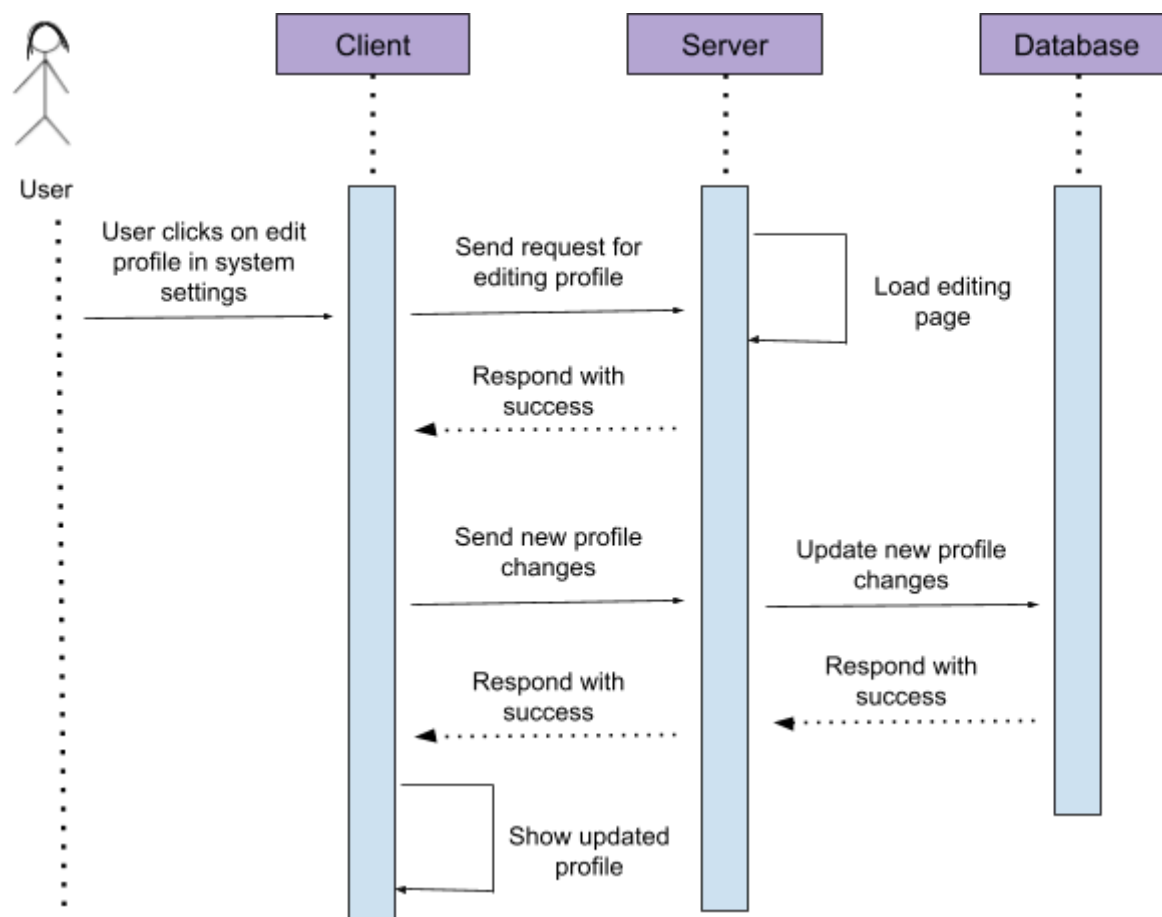 Client
Server
Database
User
User clicks on edit
profile in system
settings
Send request for
editing profile
Load editing
page
Respond with
success
Send new profile
changes
Update new profile
changes
Respond with
success
Respond with
success
Show updated
profile